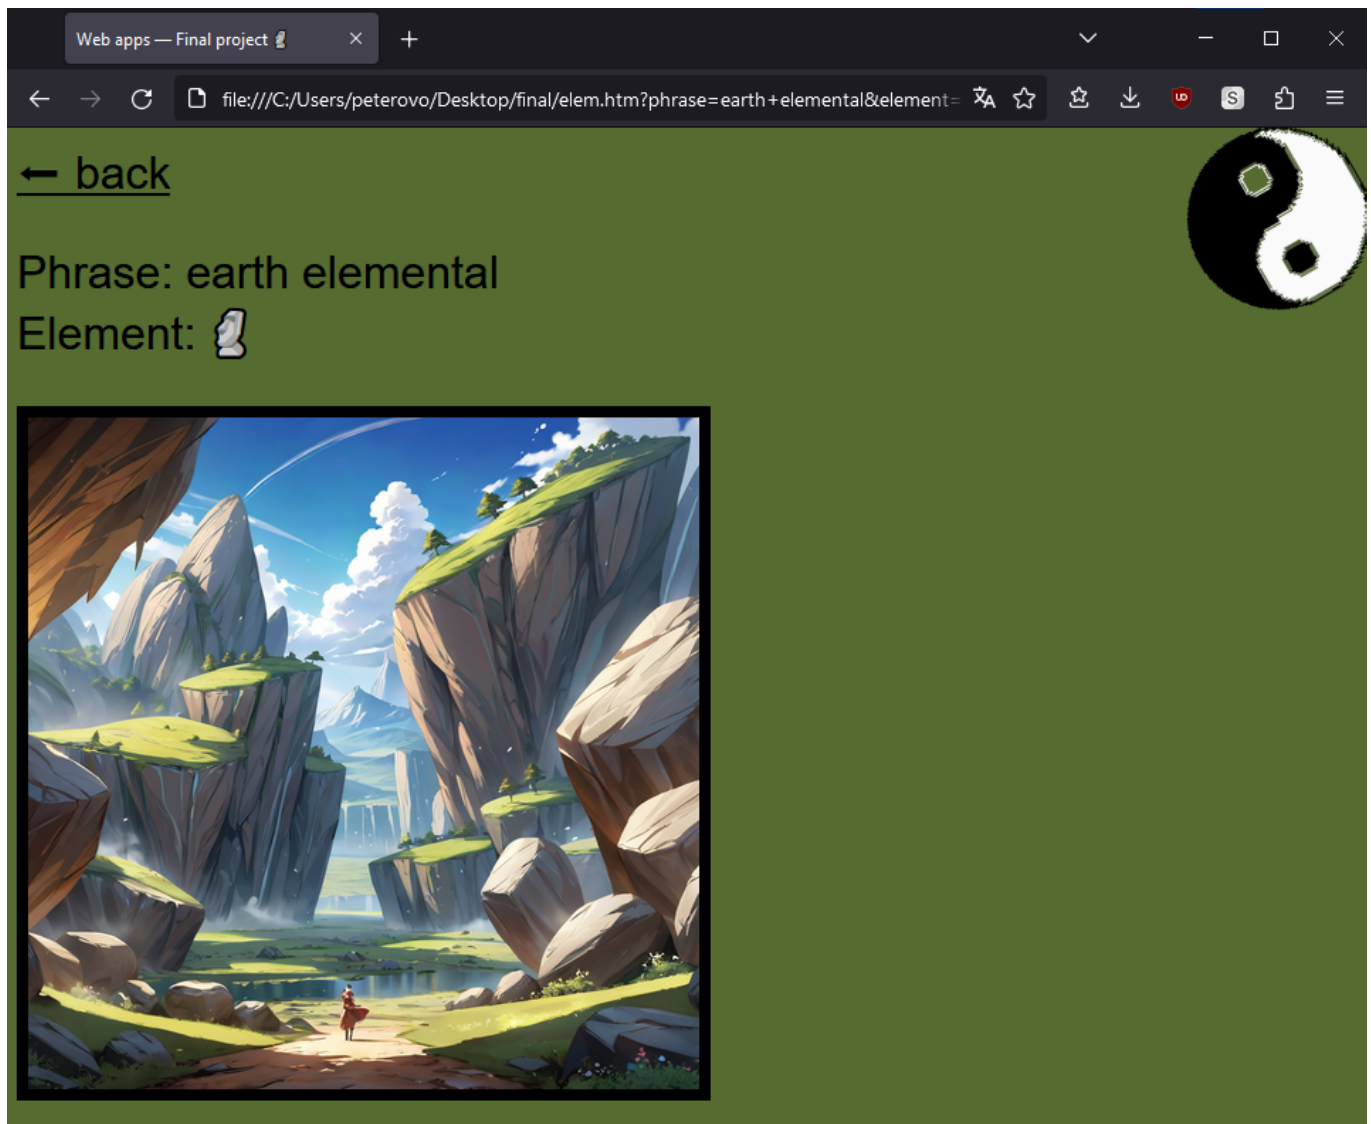 Web apps — Final project 🗿
file:///C:/Users/peterovo/Desktop/final/elem.htm?phrase=earth+elemental&element=
← back
Phrase: earth elemental
Element: 🗿